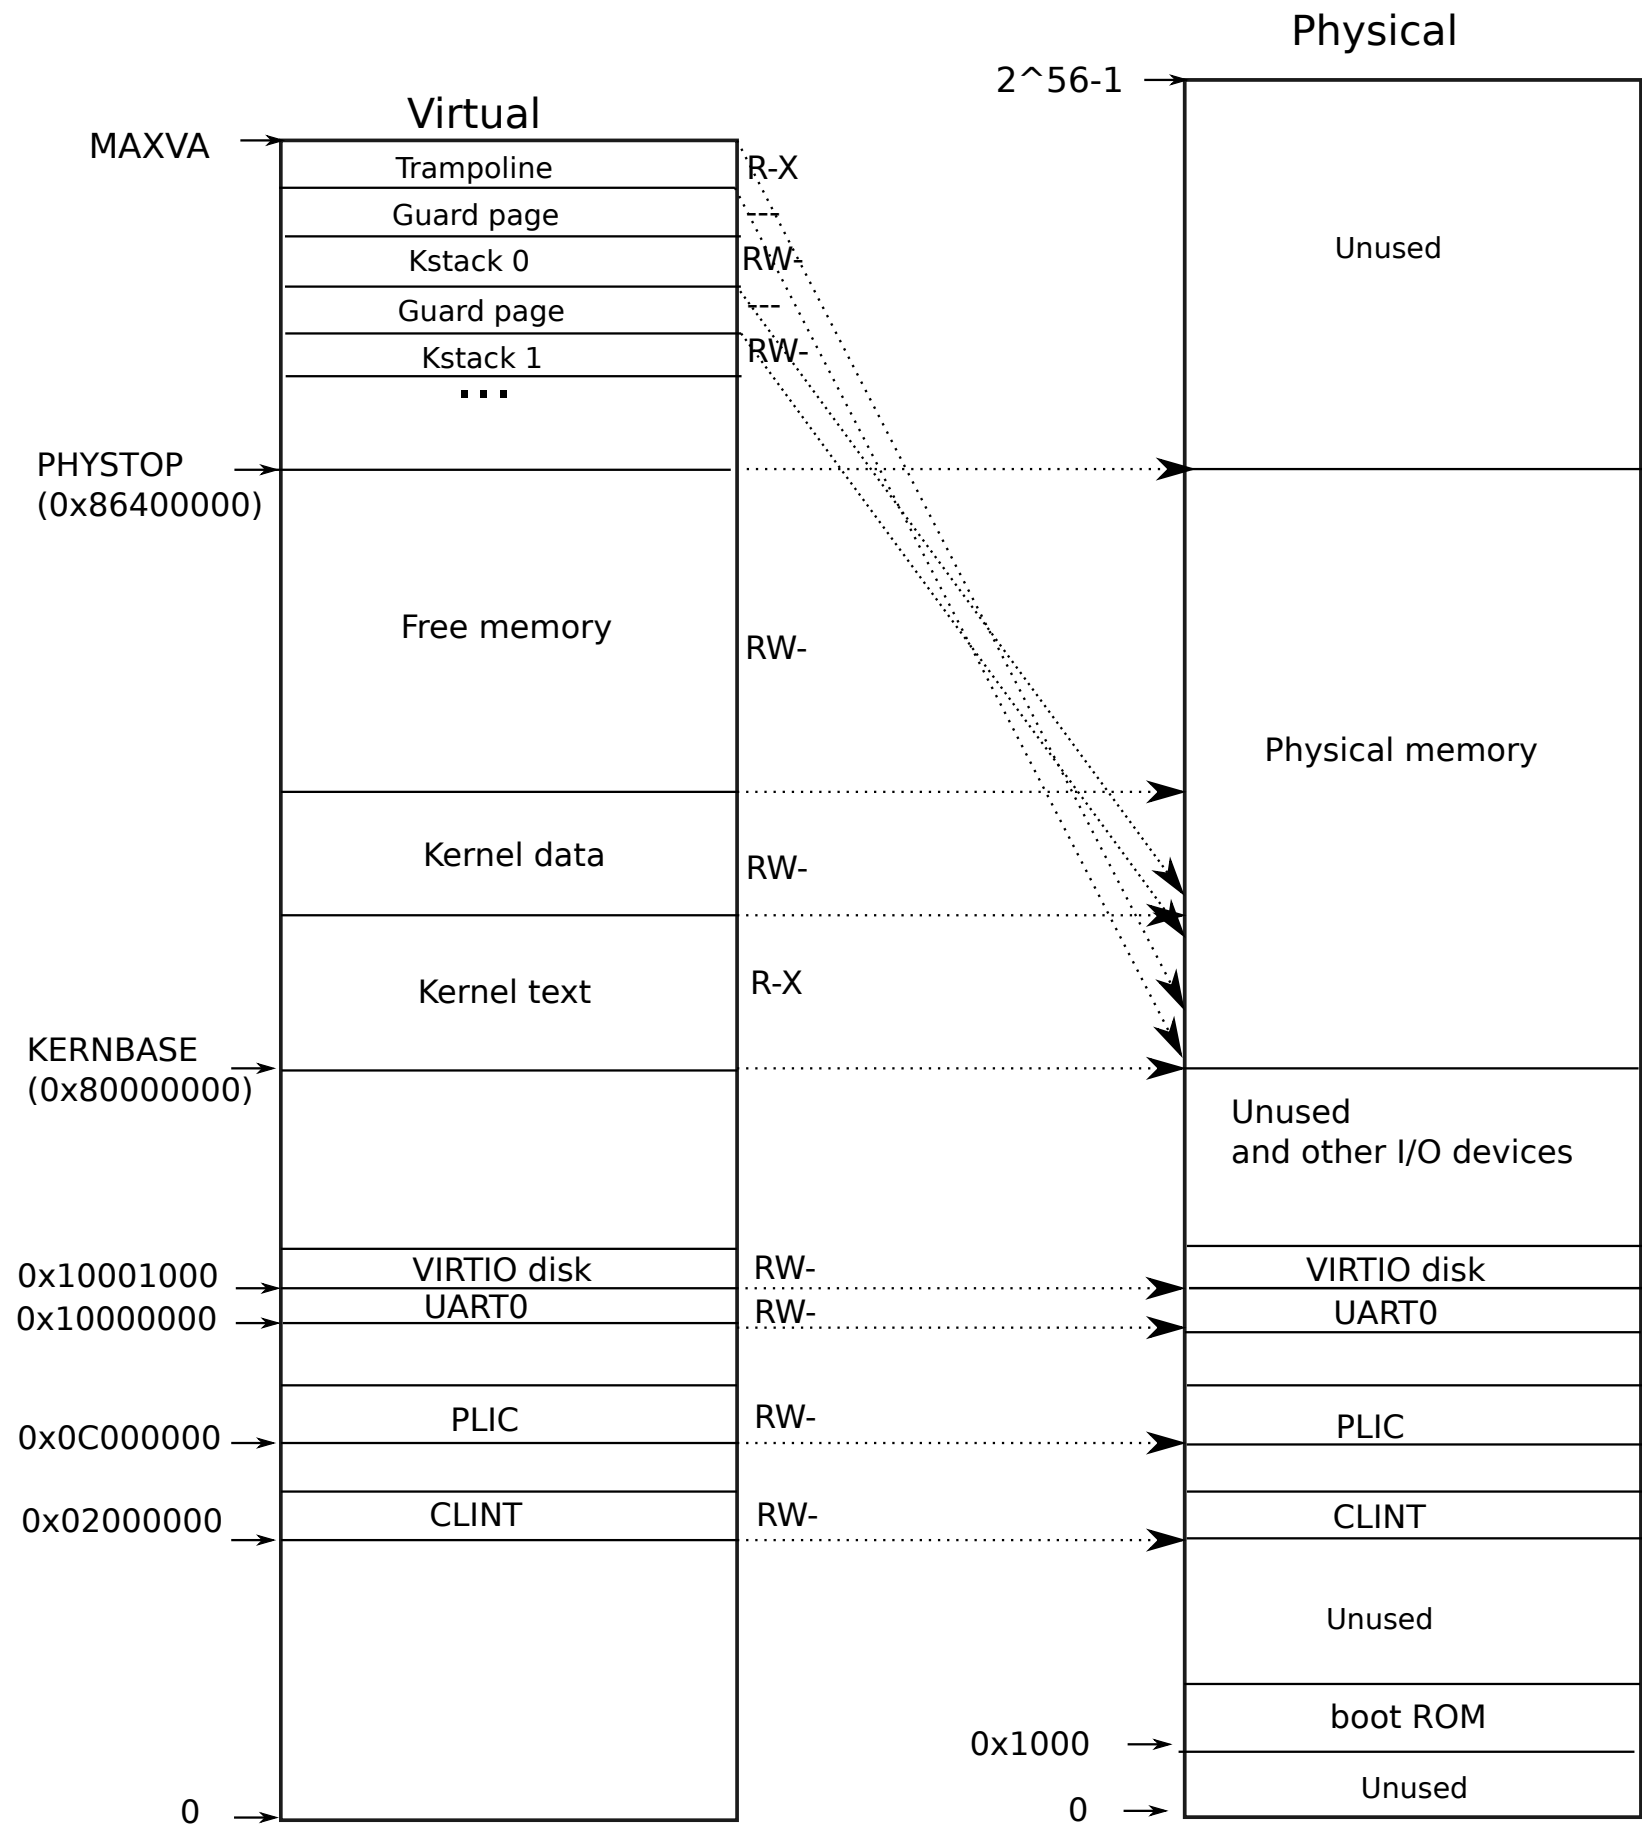 Physical
2^56-1
Virtual
MAXVA
Trampoline
R-X
Guard page
---
Unused
Kstack 0
RW-
Guard page
---
Kstack 1
RW-
...
PHYSTOP
(0x86400000)
Free memory
RW-
Physical memory
Kernel data
RW-
Kernel text
R-X
KERNBASE
(0x80000000)
Unused
and other I/O devices
0x10001000
VIRTIO disk
RW-
VIRTIO disk
0x10000000
UART0
RW-
UART0
0x0C000000
PLIC
RW-
PLIC
0x02000000
CLINT
RW-
CLINT
Unused
boot ROM
0x1000
Unused
0
0